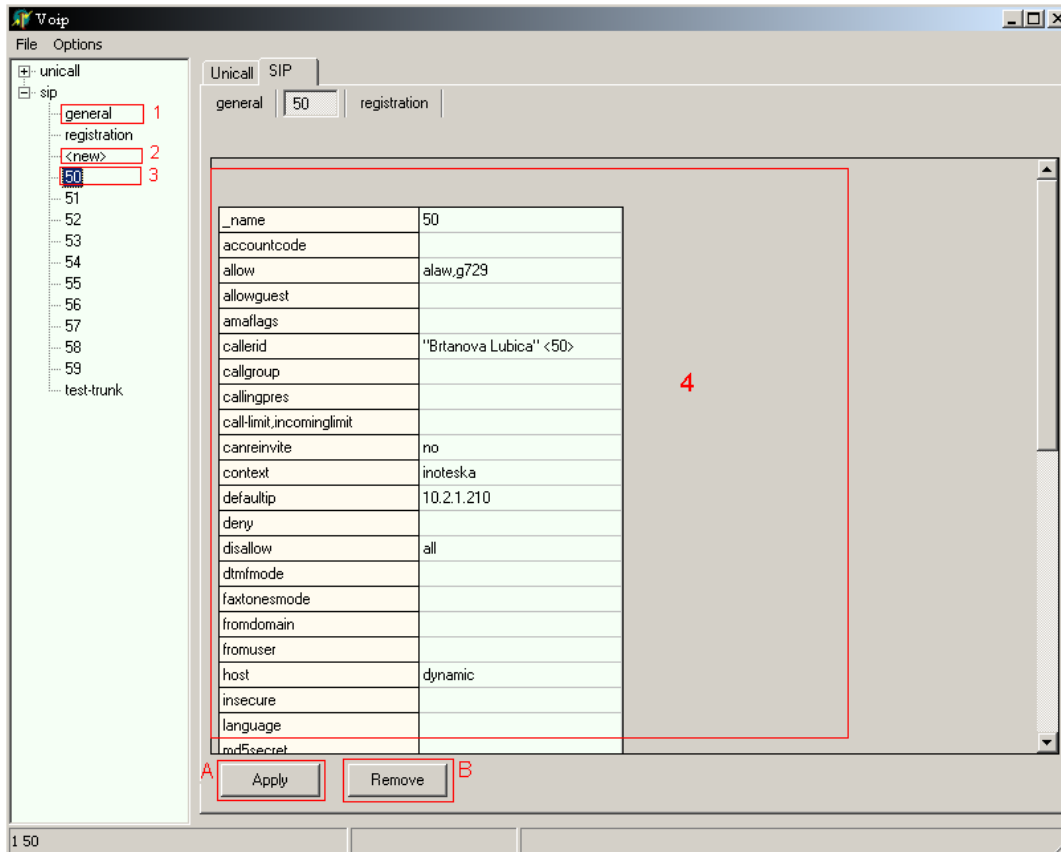 Voip
File Options
unicall
sip
general 1
registration
<new> 2
50 3
51
52
53
54
55
56
57
58
59
test-trunk
Unicall SIP
general 50 registration
_name 50
accountcode
allow alaw,g729
allowguest
amaflags
callerid "Brtanova Lubica" <50>
callgroup
callingpres
call-limit,incominglimit
canreinvite no
context inoteska
defaultip 10.2.1.210
deny
disallow all
dtmfmode
faxtonesmode
fromdomain
fromuser
host dynamic
insecure
language
md5secret
4
A Apply Remove B
1 50